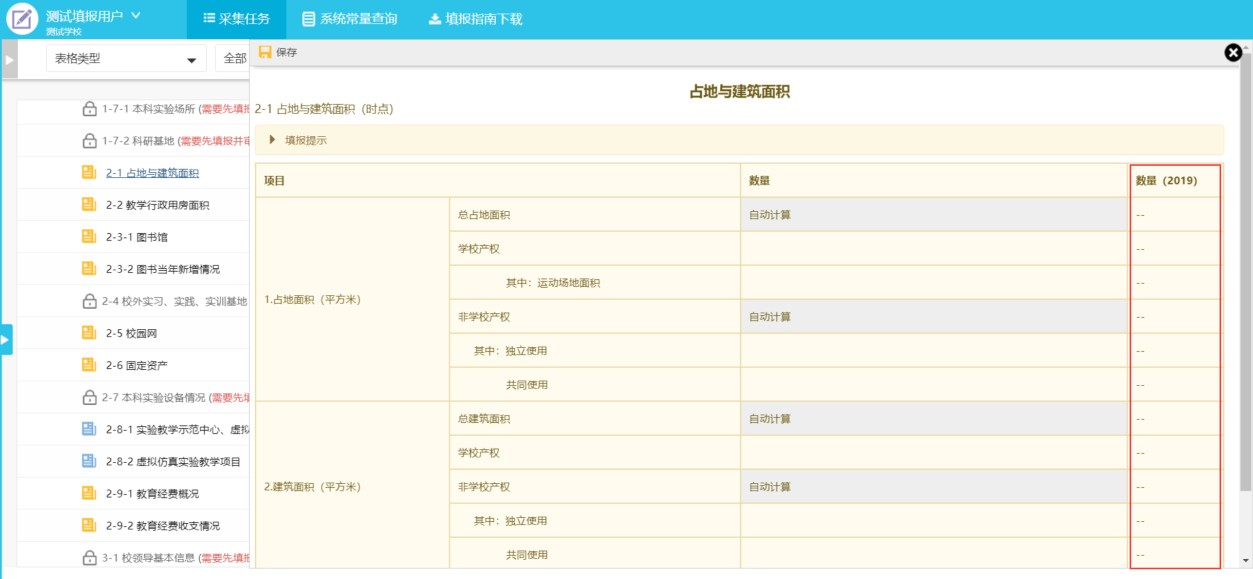 测试填报用户
测试学校
采集任务
系统常量查询
填报指南下载
表格类型
全部
保存
1-7-1 本科实验场所 (需要先填报
1-7-2 科研基地 (需要先填报并审
2-1 占地与建筑面积
2-2 教学行政用房面积
2-3-1 图书馆
2-3-2 图书当年新增情况
2-4 校外实习、实践、实训基地
2-5 校园网
2-6 固定资产
2-7 本科实验设备情况 (需要先填
2-8-1 实验教学示范中心、虚拟
2-8-2 虚拟仿真实验教学项目
2-9-1 教育经费概况
2-9-2 教育经费收支情况
3-1 校领导基本信息 (需要先填报
占地与建筑面积
2-1 占地与建筑面积（时点）
填报提示
项目 数量 数量（2019）
1.占地面积（平方米）
总占地面积 自动计算 --
学校产权 --
其中：运动场地面积 --
非学校产权 自动计算 --
其中：独立使用 --
共同使用 --
2.建筑面积（平方米）
总建筑面积 自动计算 --
学校产权 --
非学校产权 自动计算 --
其中：独立使用 --
共同使用 --